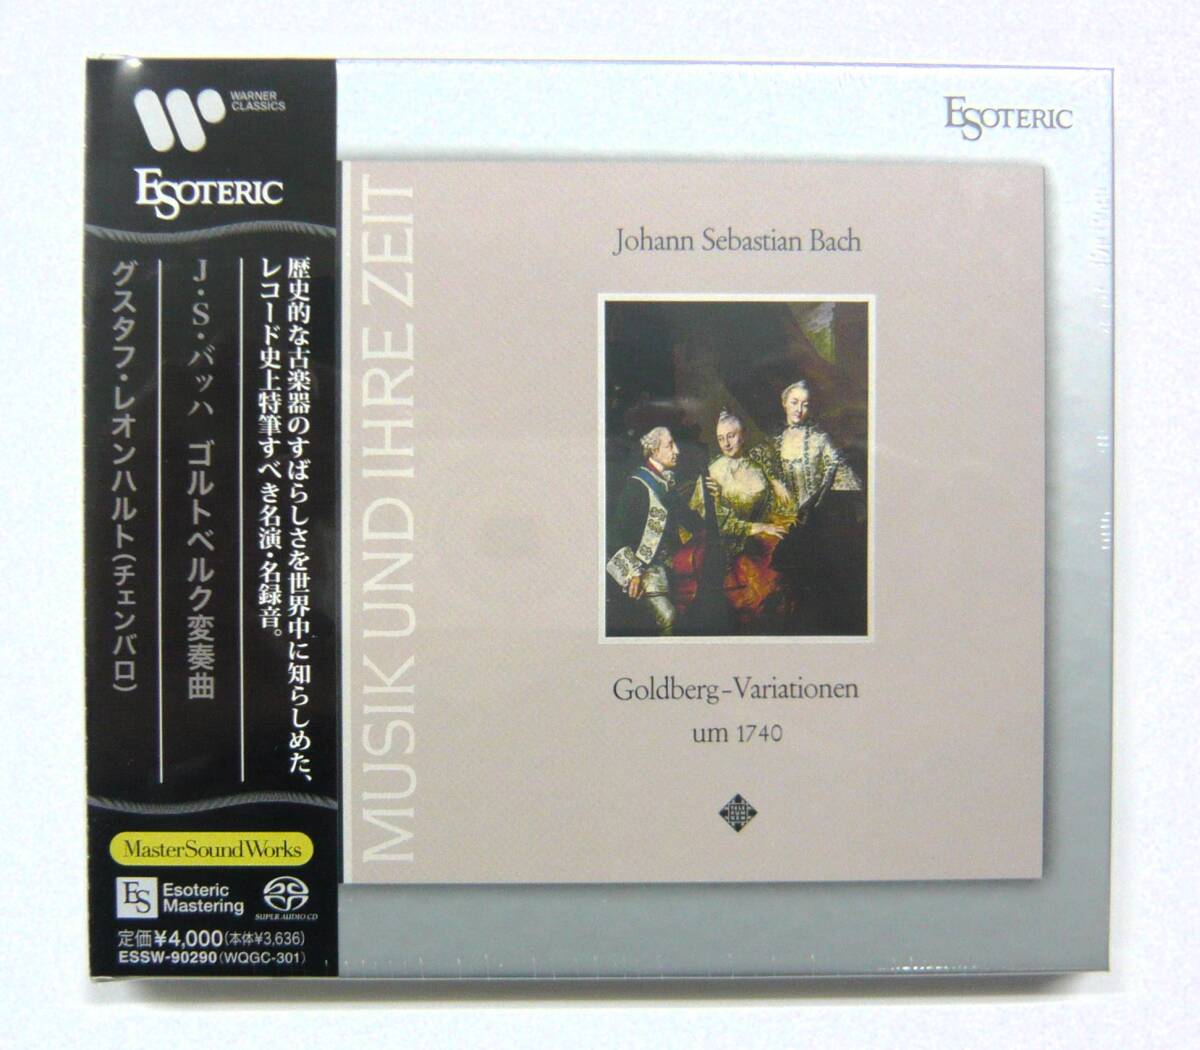 WARNER
CLASSICS
ESOTERIC
歴史的な古楽器のすばらしさを世界中に知らしめた、
レコード史上特筆すべき名演・名録音。
J・S・バッハ ゴルトベルク変奏曲
グスタフ・レオンハルト(チェンバロ)
MasterSoundWorks
ES
Esoteric
Mastering
SUPER AUDIO CD
定価¥4,000(本体¥3,636)
ESSW-90290(WQGC-301)
ESOTERIC
MUSIK UND IHRE ZEIT
Johann Sebastian Bach
Goldberg-Variationen
um 1740
TELE
FUN
KEN